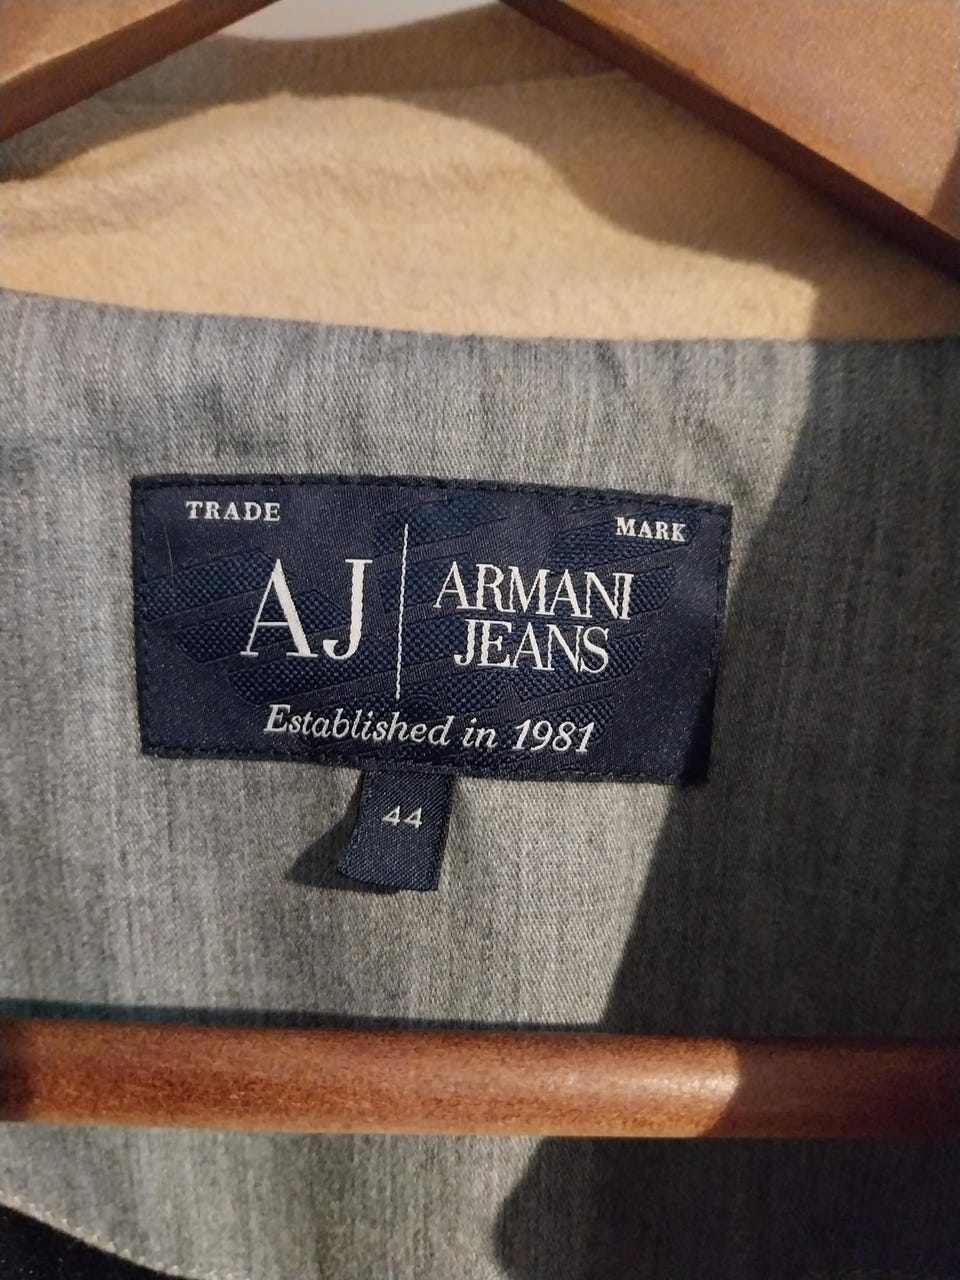 TRADE MARK
AJ ARMANI
JEANS
Established in 1981
44